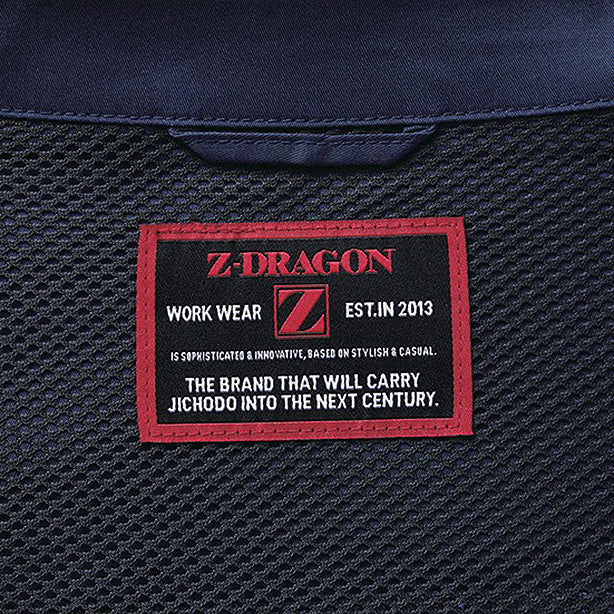 Z-DRAGON
WORK WEAR Z EST.IN 2013
IS SOPHISTICATED & INNOVATIVE, BASED ON STYLISH & CASUAL.
THE BRAND THAT WILL CARRY
JICHODO INTO THE NEXT CENTURY.